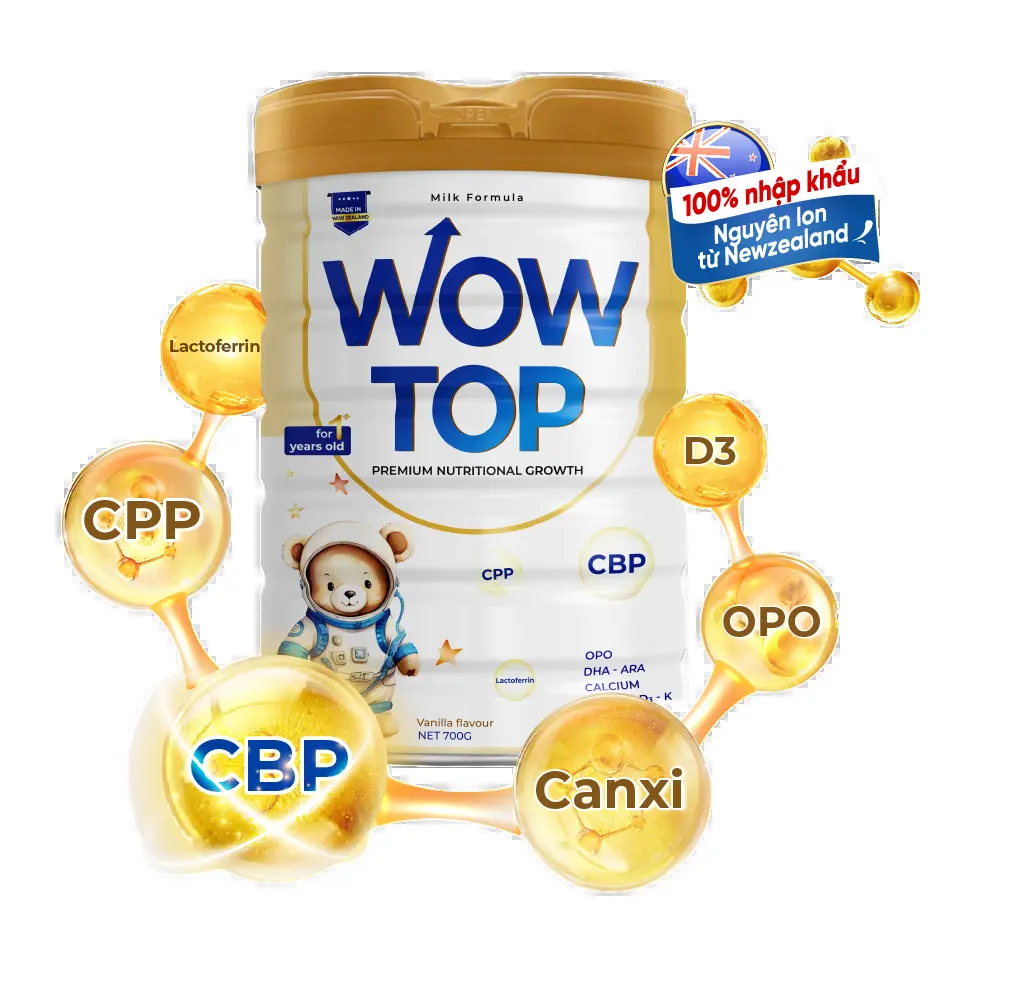 OPEN
MADE IN
NEW ZEALAND
Milk Formula
100% nhập khẩu
Nguyên lon
từ Newzealand
WOW
TOP
for 1+
years old
PREMIUM NUTRITIONAL GROWTH
Lactoferrin
D3
CPP
CPP
CBP
OPO
OPO
DHA - ARA
CALCIUM
- K
Lactoferrin
Vanilla flavour
NET 700G
CBP
Canxi